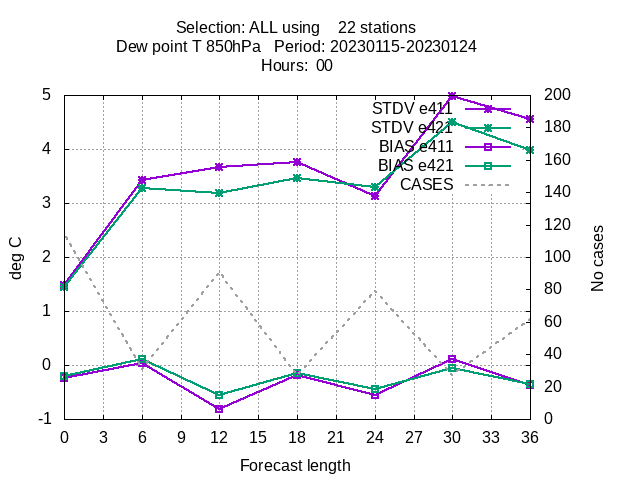 Selection: ALL using    22 stations
Dew point T 850hPa   Period: 20230115-20230124
Hours:  00
5
4
3
2
1
0
-1
deg C
200
180
160
140
120
100
80
60
40
20
0
No cases
STDV e411
STDV e421
BIAS e411
BIAS e421
CASES
0 3 6 9 12 15 18 21 24 27 30 33 36
Forecast length